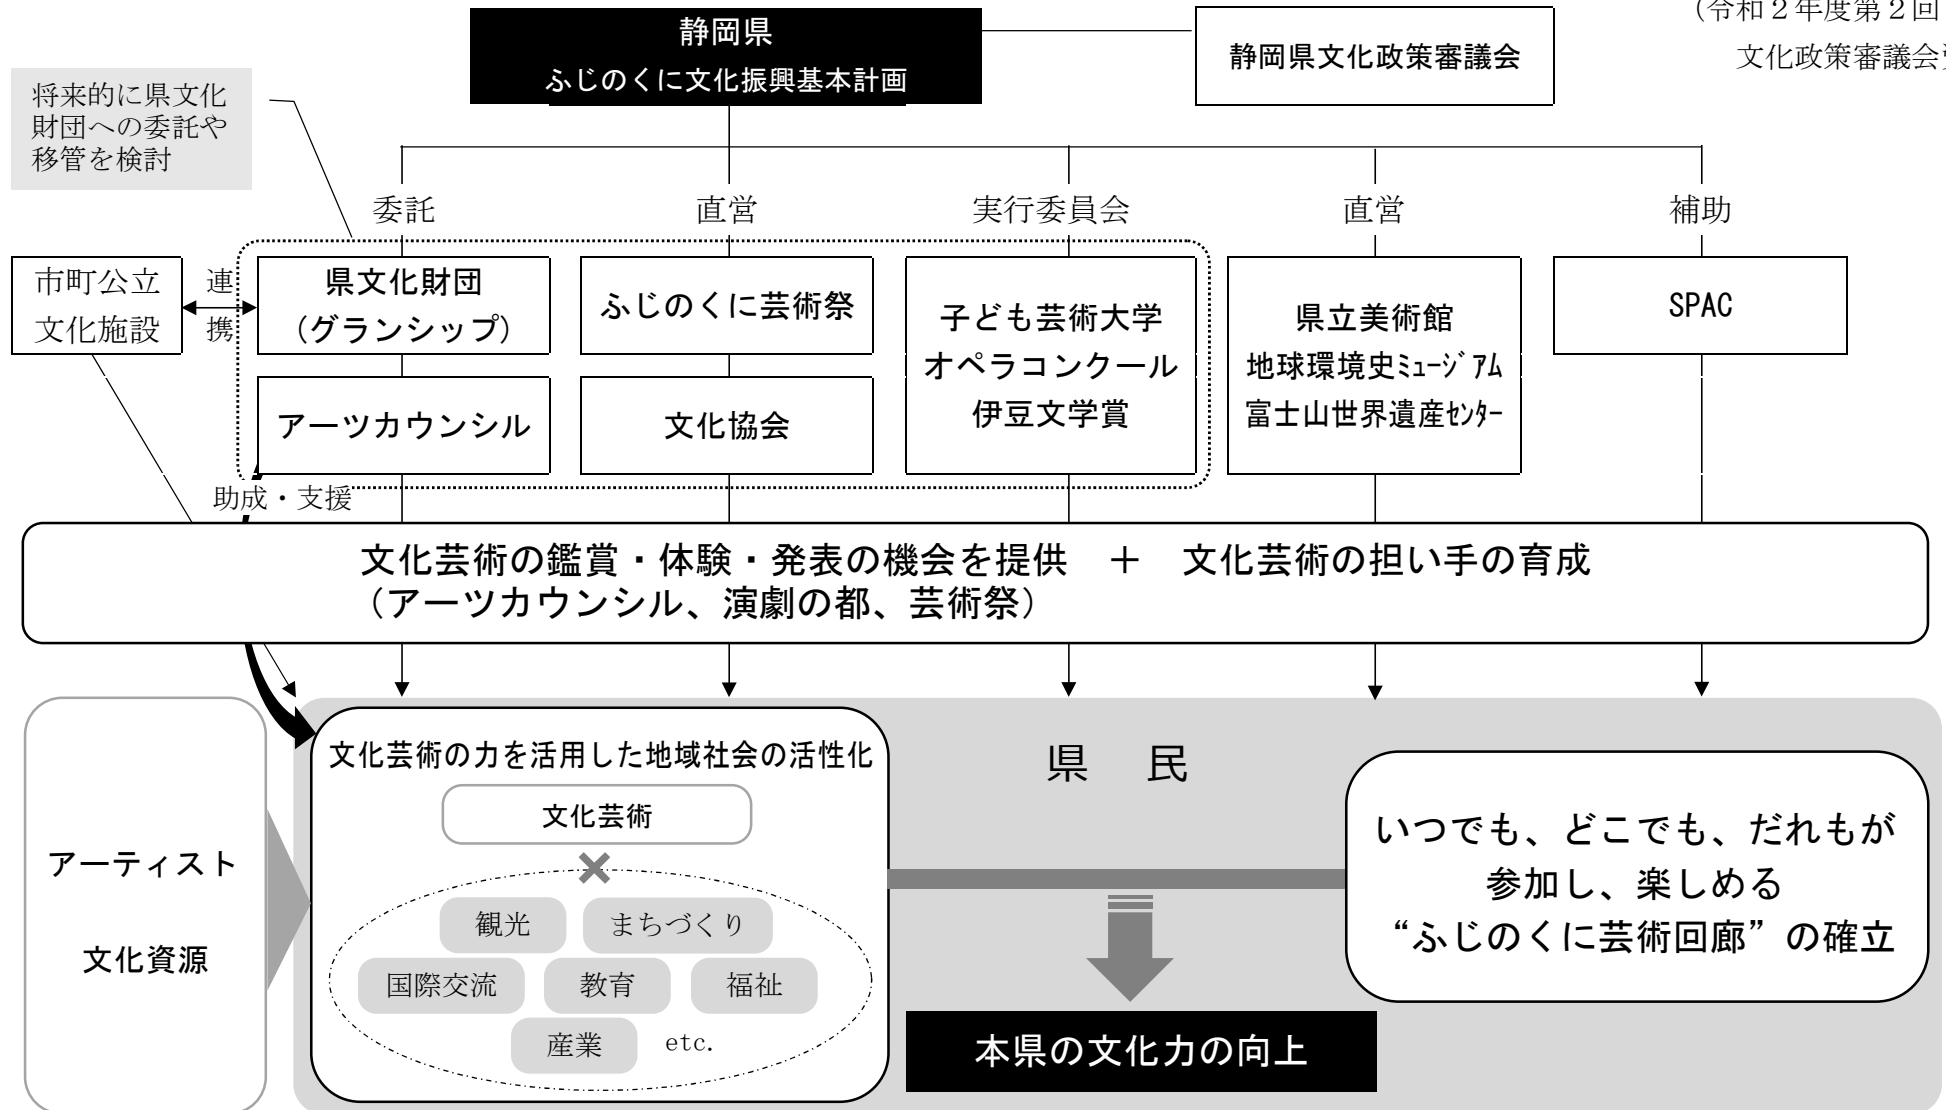 （令和２年度第２回
文化政策審議会
静岡県
ふじのくに文化振興基本計画
静岡県文化政策審議会
将来的に県文化
財団への委託や
移管を検討
委託
直営
実行委員会
直営
補助
市町公立
文化施設
連
携
県文化財団
（グランシップ）
アーツカウンシル
ふじのくに芸術祭
文化協会
子ども芸術大学
オペラコンクール
伊豆文学賞
県立美術館
地球環境史ﾐｭｰｼﾞｱﾑ
富士山世界遺産ｾﾝﾀｰ
SPAC
助成・支援
文化芸術の鑑賞・体験・発表の機会を提供　＋　文化芸術の担い手の育成
（アーツカウンシル、演劇の都、芸術祭）
アーティスト
文化資源
文化芸術の力を活用した地域社会の活性化
文化芸術
×
観光
まちづくり
国際交流
教育
福祉
産業
etc.
県　民
いつでも、どこでも、だれもが
参加し、楽しめる
“ふじのくに芸術回廊”の確立
本県の文化力の向上